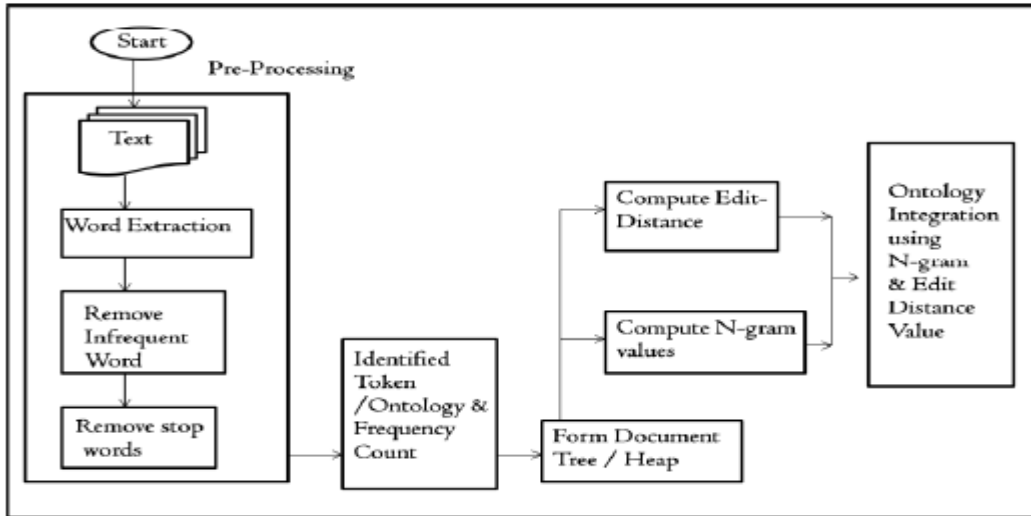 Start
Pre-Processing
Text
Word Extraction
Remove
Infrequent
Word
Remove stop
words
Identified
Token
/Ontology &
Frequency
Count
Form Document
Tree / Heap
Compute Edit-
Distance
Compute N-gram
values
Ontology
Integration
using
N-gram
& Edit
Distance
Value